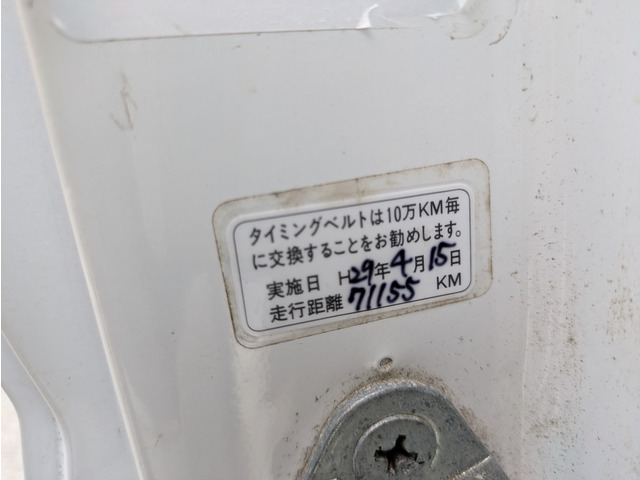 タイミングベルトは10万KM毎
に交換することをお勧めします。
実施日 H29年4月15日
走行距離 71155 KM